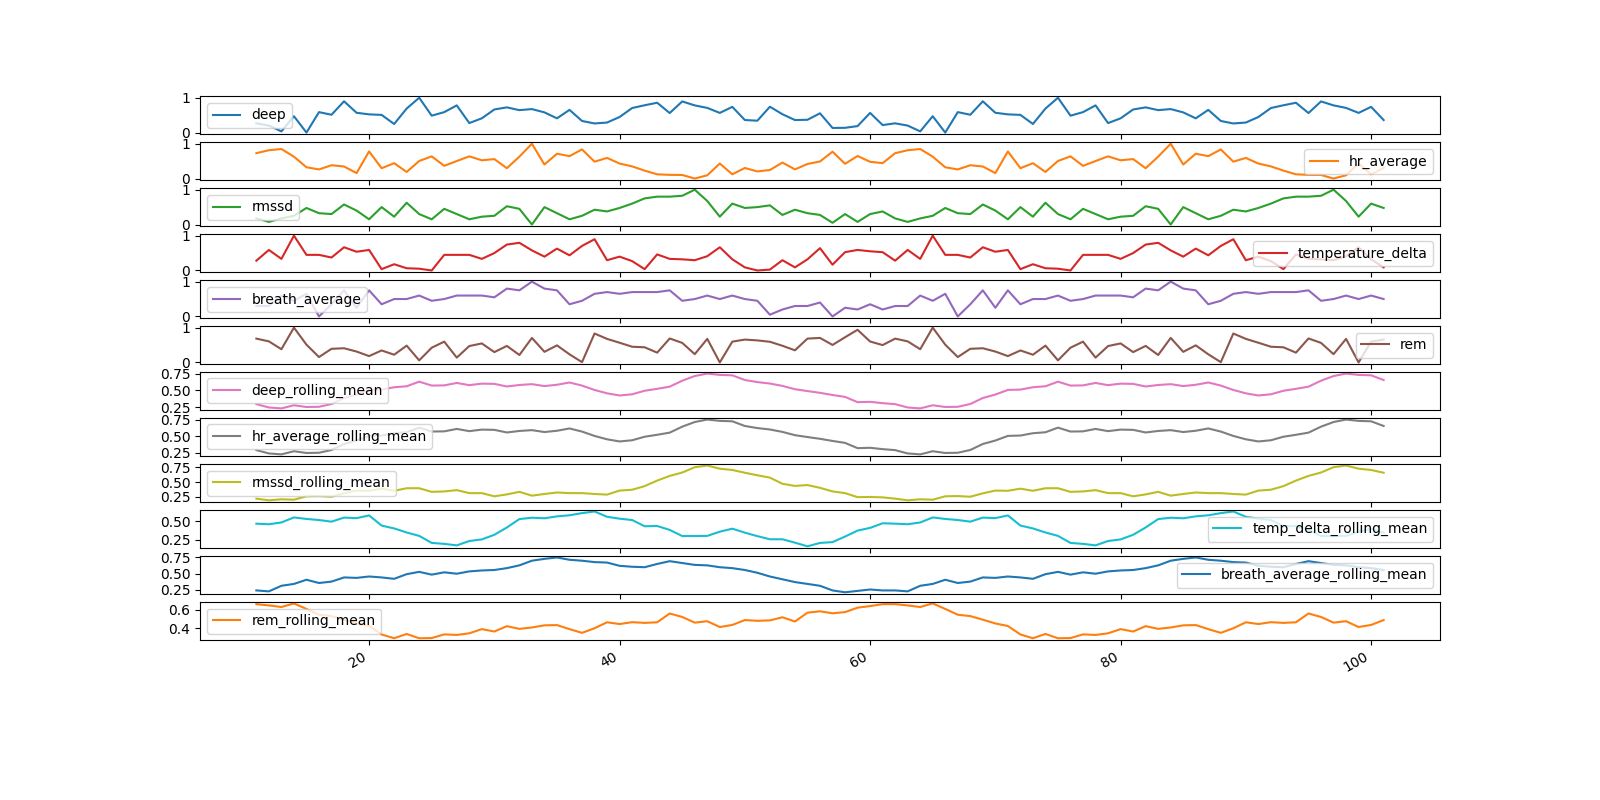 1
0
deep
1
0
hr_average
1
0
rmssd
1
0
temperature_delta
1
0
breath_average
1
0
rem
0.75
0.50
0.25
deep_rolling_mean
0.75
0.50
0.25
hr_average_rolling_mean
0.75
0.50
0.25
rmssd_rolling_mean
0.50
0.25
temp_delta_rolling_mean
0.75
0.50
0.25
breath_average_rolling_mean
0.6
0.4
rem_rolling_mean
20 40 60 80 100